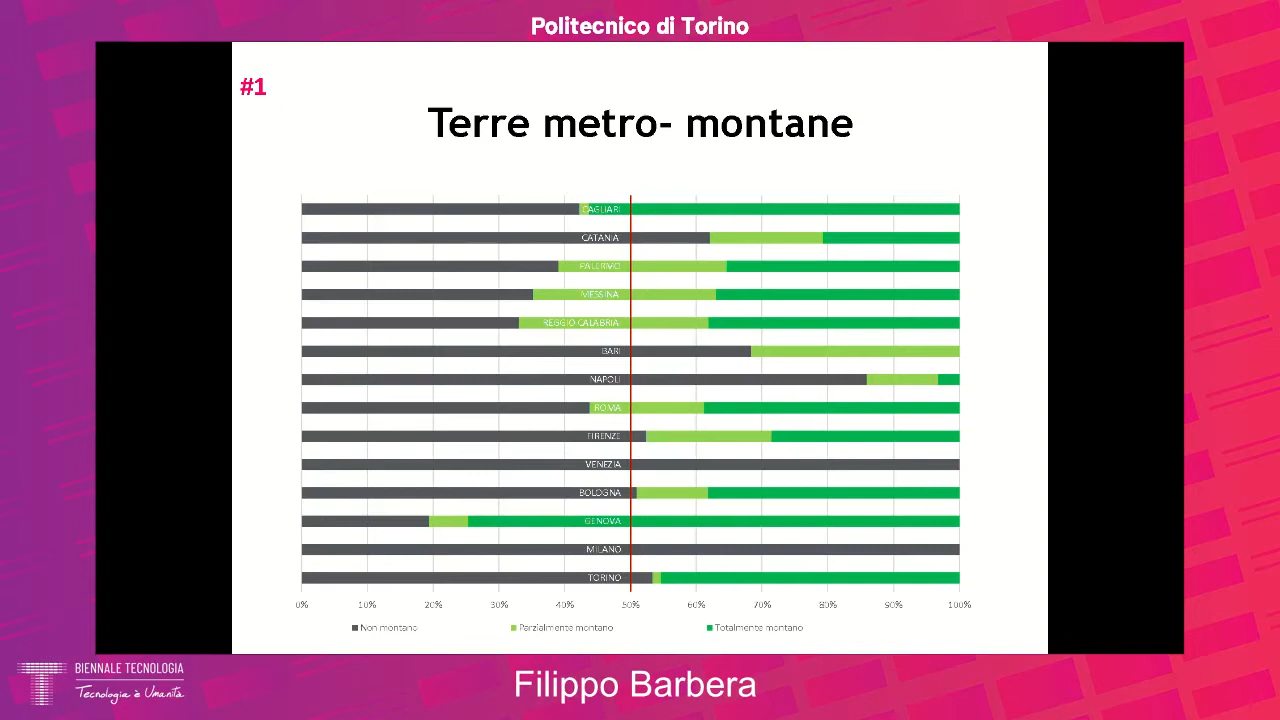 Politecnico di Torino
#1
Terre metro- montane
CAGLIARI
CATANIA
PALERMO
MESSINA
REGGIO CALABRIA
BARI
NAPOLI
ROMA
FIRENZE
VENEZIA
BOLOGNA
GENOVA
MILANO
TORINO
0% 10% 20% 30% 40% 50% 60% 70% 80% 90% 100%
Non montano Parzialmente montano Totalmente montano
BIENNALE TECNOLOGIA
Tecnologia è Umanità
Filippo Barbera